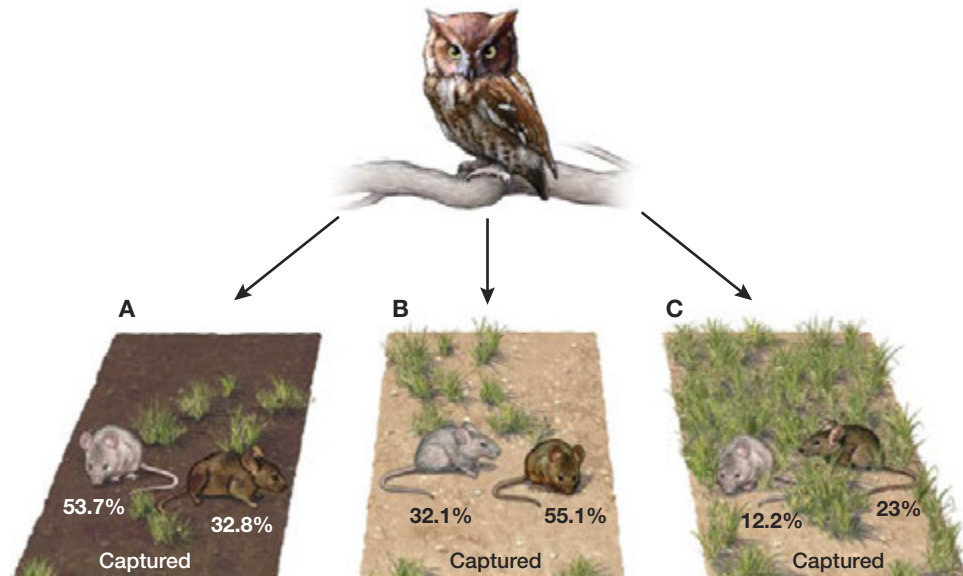 A
B
C
53.7%
32.8%
Captured
32.1%
55.1%
Captured
12.2%
23%
Captured